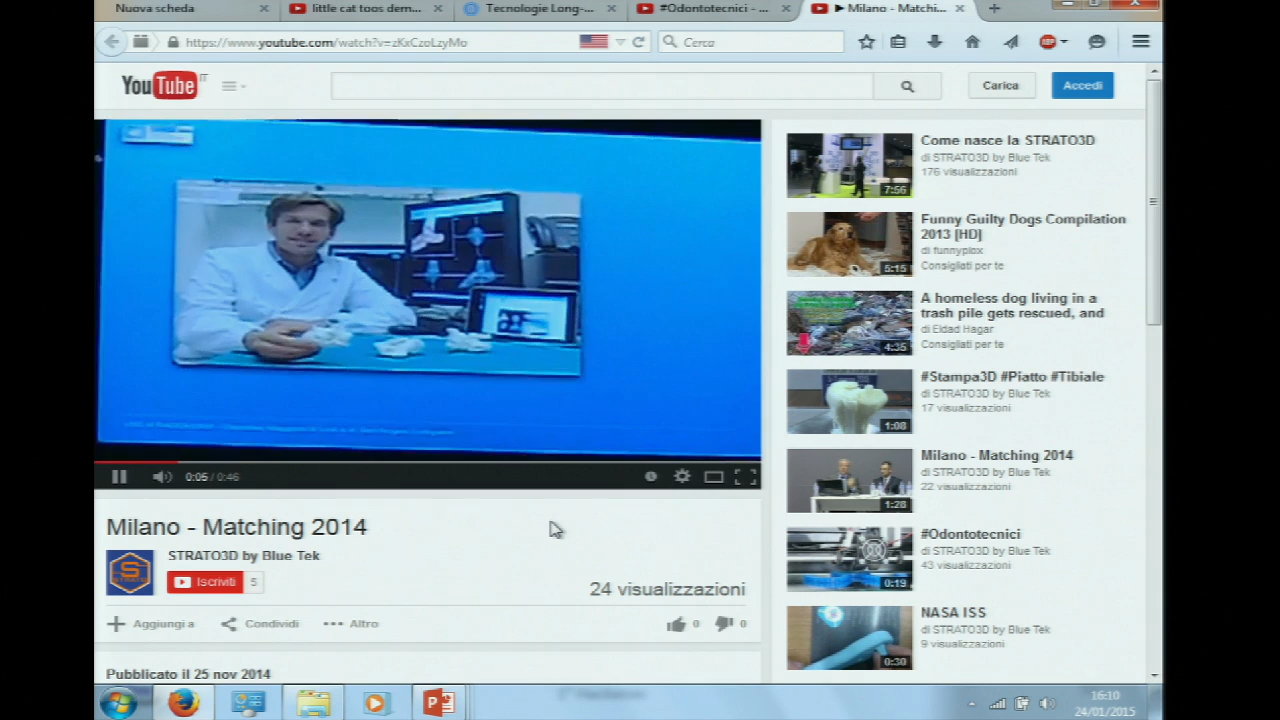 Nuova scheda
little cat toos dem...
Tecnologie Long-...
#Odontotecnici - ...
▶ Milano - Matchi...
https://www.youtube.com/watch?v=zKxCzoLzyMo
Cerca
YouTube IT
Carica
Accedi
0:05 / 0:46
Milano - Matching 2014
STRATO3D by Blue Tek
Iscriviti 5
24 visualizzazioni
Aggiungi a
Condividi
Altro
0
0
Pubblicato il 25 nov 2014
Come nasce la STRATO3D
di STRATO3D by Blue Tek
176 visualizzazioni
7:56
Funny Guilty Dogs Compilation
2013 [HD]
di funnyplox
Consigliati per te
5:15
A homeless dog living in a
trash pile gets rescued, and
di Eldad Hagar
Consigliati per te
4:35
#Stampa3D #Piatto #Tibiale
di STRATO3D by Blue Tek
17 visualizzazioni
1:08
Milano - Matching 2014
di STRATO3D by Blue Tek
22 visualizzazioni
1:28
#Odontotecnici
di STRATO3D by Blue Tek
43 visualizzazioni
0:19
NASA ISS
di STRATO3D by Blue Tek
9 visualizzazioni
0:30
16:10
24/01/2015